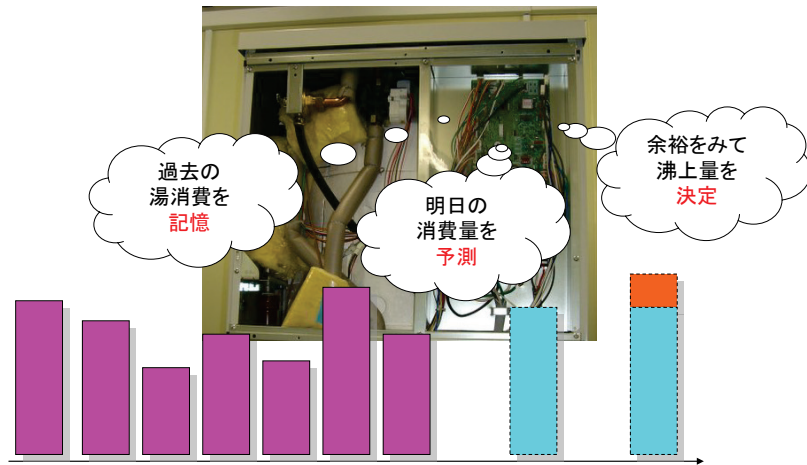 過去の
湯消費を
記憶
明日の
消費量を
予測
余裕をみて
沸上量を
決定